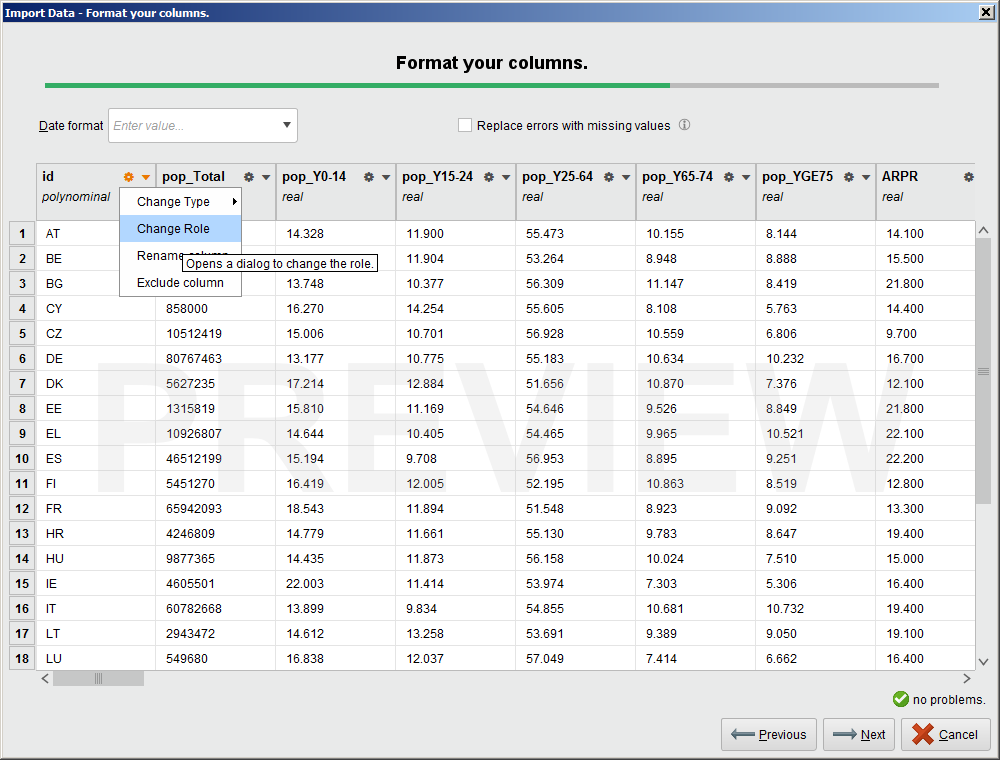 Import Data - Format your columns.
Format your columns.
Date format Enter value... Replace errors with missing values
id pop_Total pop_Y0-14 pop_Y15-24 pop_Y25-64 pop_Y65-74 pop_YGE75 ARPR
polynominal real real real real real real
Change Type
Change Role
Rename column
Opens a dialog to change the role.
Exclude column
1 AT 14.328 11.900 55.473 10.155 8.144 14.100
2 BE 11.904 53.264 8.948 8.888 15.500
3 BG 13.748 10.377 56.309 11.147 8.419 21.800
4 CY 858000 16.270 14.254 55.605 8.108 5.763 14.400
5 CZ 10512419 15.006 10.701 56.928 10.559 6.806 9.700
6 DE 80767463 13.177 10.775 55.183 10.634 10.232 16.700
7 DK 5627235 17.214 12.884 51.656 10.870 7.376 12.100
8 EE 1315819 15.810 11.169 54.646 9.526 8.849 21.800
9 EL 10926807 14.644 10.405 54.465 9.965 10.521 22.100
10 ES 46512199 15.194 9.708 56.953 8.895 9.251 22.200
11 FI 5451270 16.419 12.005 52.195 10.863 8.519 12.800
12 FR 65942093 18.543 11.894 51.548 8.923 9.092 13.300
13 HR 4246809 14.779 11.661 55.130 9.783 8.647 19.400
14 HU 9877365 14.435 11.873 56.158 10.024 7.510 15.000
15 IE 4605501 22.003 11.414 53.974 7.303 5.306 16.400
16 IT 60782668 13.899 9.834 54.855 10.681 10.732 19.400
17 LT 2943472 14.612 13.258 53.691 9.389 9.050 19.100
18 LU 549680 16.838 12.037 57.049 7.414 6.662 16.400
PREVIEW
no problems.
Previous Next Cancel